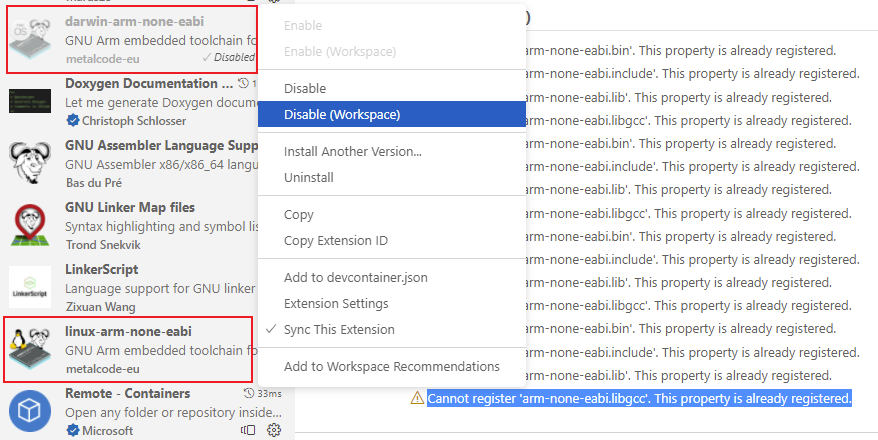 darwin-arm-none-eabi
GNU Arm embedded toolchain fo
metalcode-eu
Disabled
Doxygen Documentation ...
1
Let me generate Doxygen docume
Christoph Schlosser
GNU Assembler Language Supp
GNU Assembler x86/x86_64 langu
Bas du Pré
GNU Linker Map files
Syntax highlighting and symbol lis
Trond Snekvik
LinkerScript
LinkerScript
Language support for GNU linker
Zixuan Wang
linux-arm-none-eabi
GNU Arm embedded toolchain fo
metalcode-eu
Remote - Containers
33ms
Open any folder or repository inside...
Microsoft
Enable
Enable (Workspace)
Disable
Disable (Workspace)
Install Another Version...
Uninstall
Copy
Copy Extension ID
Add to devcontainer.json
Extension Settings
Sync This Extension
Add to Workspace Recommendations
)
arm-none-eabi.bin'. This property is already registered.
arm-none-eabi.include'. This property is already registered.
arm-none-eabi.lib'. This property is already registered.
arm-none-eabi.libgcc'. This property is already registered.
arm-none-eabi.bin'. This property is already registered.
arm-none-eabi.include'. This property is already registered.
arm-none-eabi.lib'. This property is already registered.
arm-none-eabi.libgcc'. This property is already registered.
arm-none-eabi.bin'. This property is already registered.
arm-none-eabi.include'. This property is already registered.
arm-none-eabi.lib'. This property is already registered.
arm-none-eabi.libgcc'. This property is already registered.
arm-none-eabi.bin'. This property is already registered.
arm-none-eabi.include'. This property is already registered.
arm-none-eabi.lib'. This property is already registered.
Cannot register 'arm-none-eabi.libgcc'. This property is already registered.